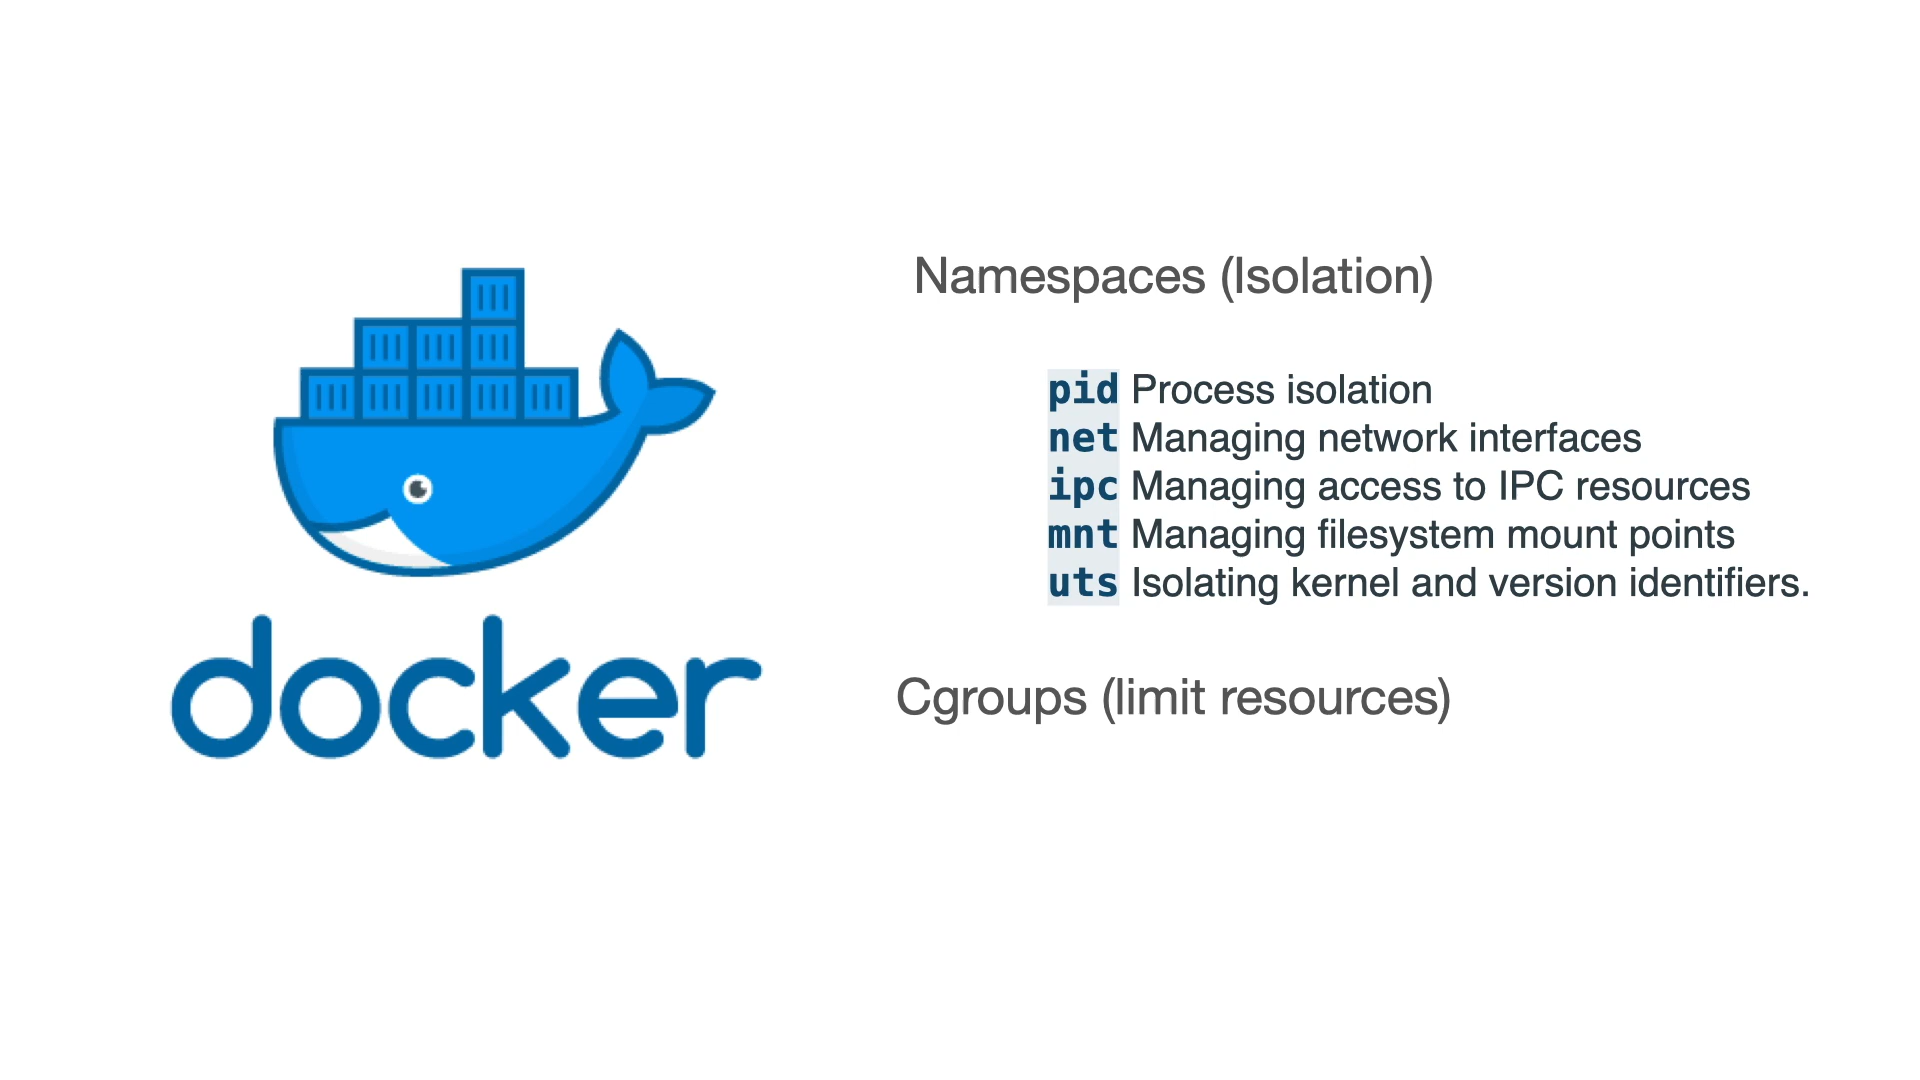 docker
Namespaces (Isolation)
pid Process isolation
net Managing network interfaces
ipc Managing access to IPC resources
mnt Managing filesystem mount points
uts Isolating kernel and version identifiers.
Cgroups (limit resources)